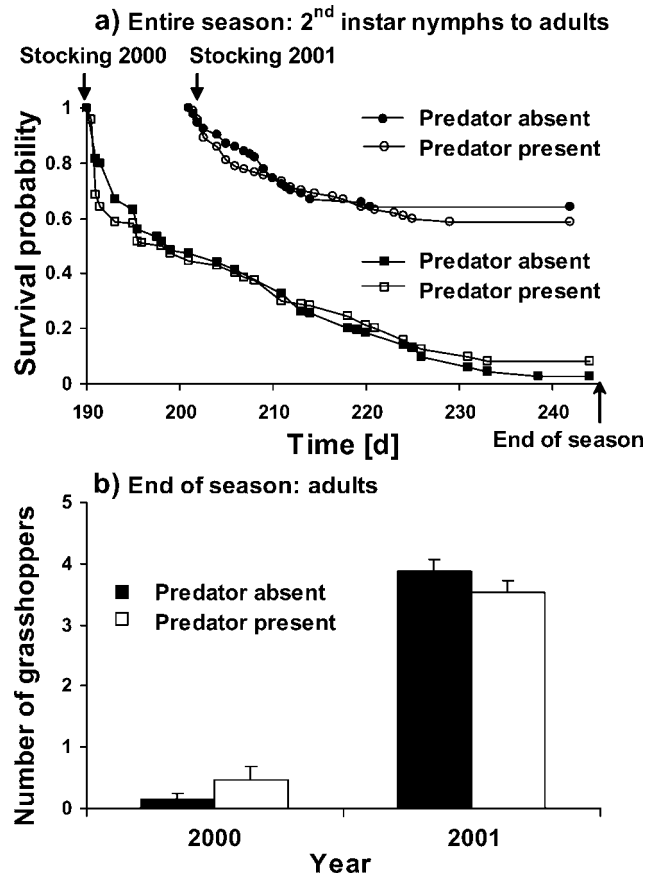 a) Entire season: 2nd instar nymphs to adults
Stocking 2000 Stocking 2001
1
0.8
0.6
0.4
0.2
0
Survival probability
Predator absent
Predator present
Predator absent
Predator present
190 200 210 220 230 240
Time [d]
End of season
b) End of season: adults
5
4
3
2
1
0
Number of grasshoppers
Predator absent
Predator present
2000 2001
Year